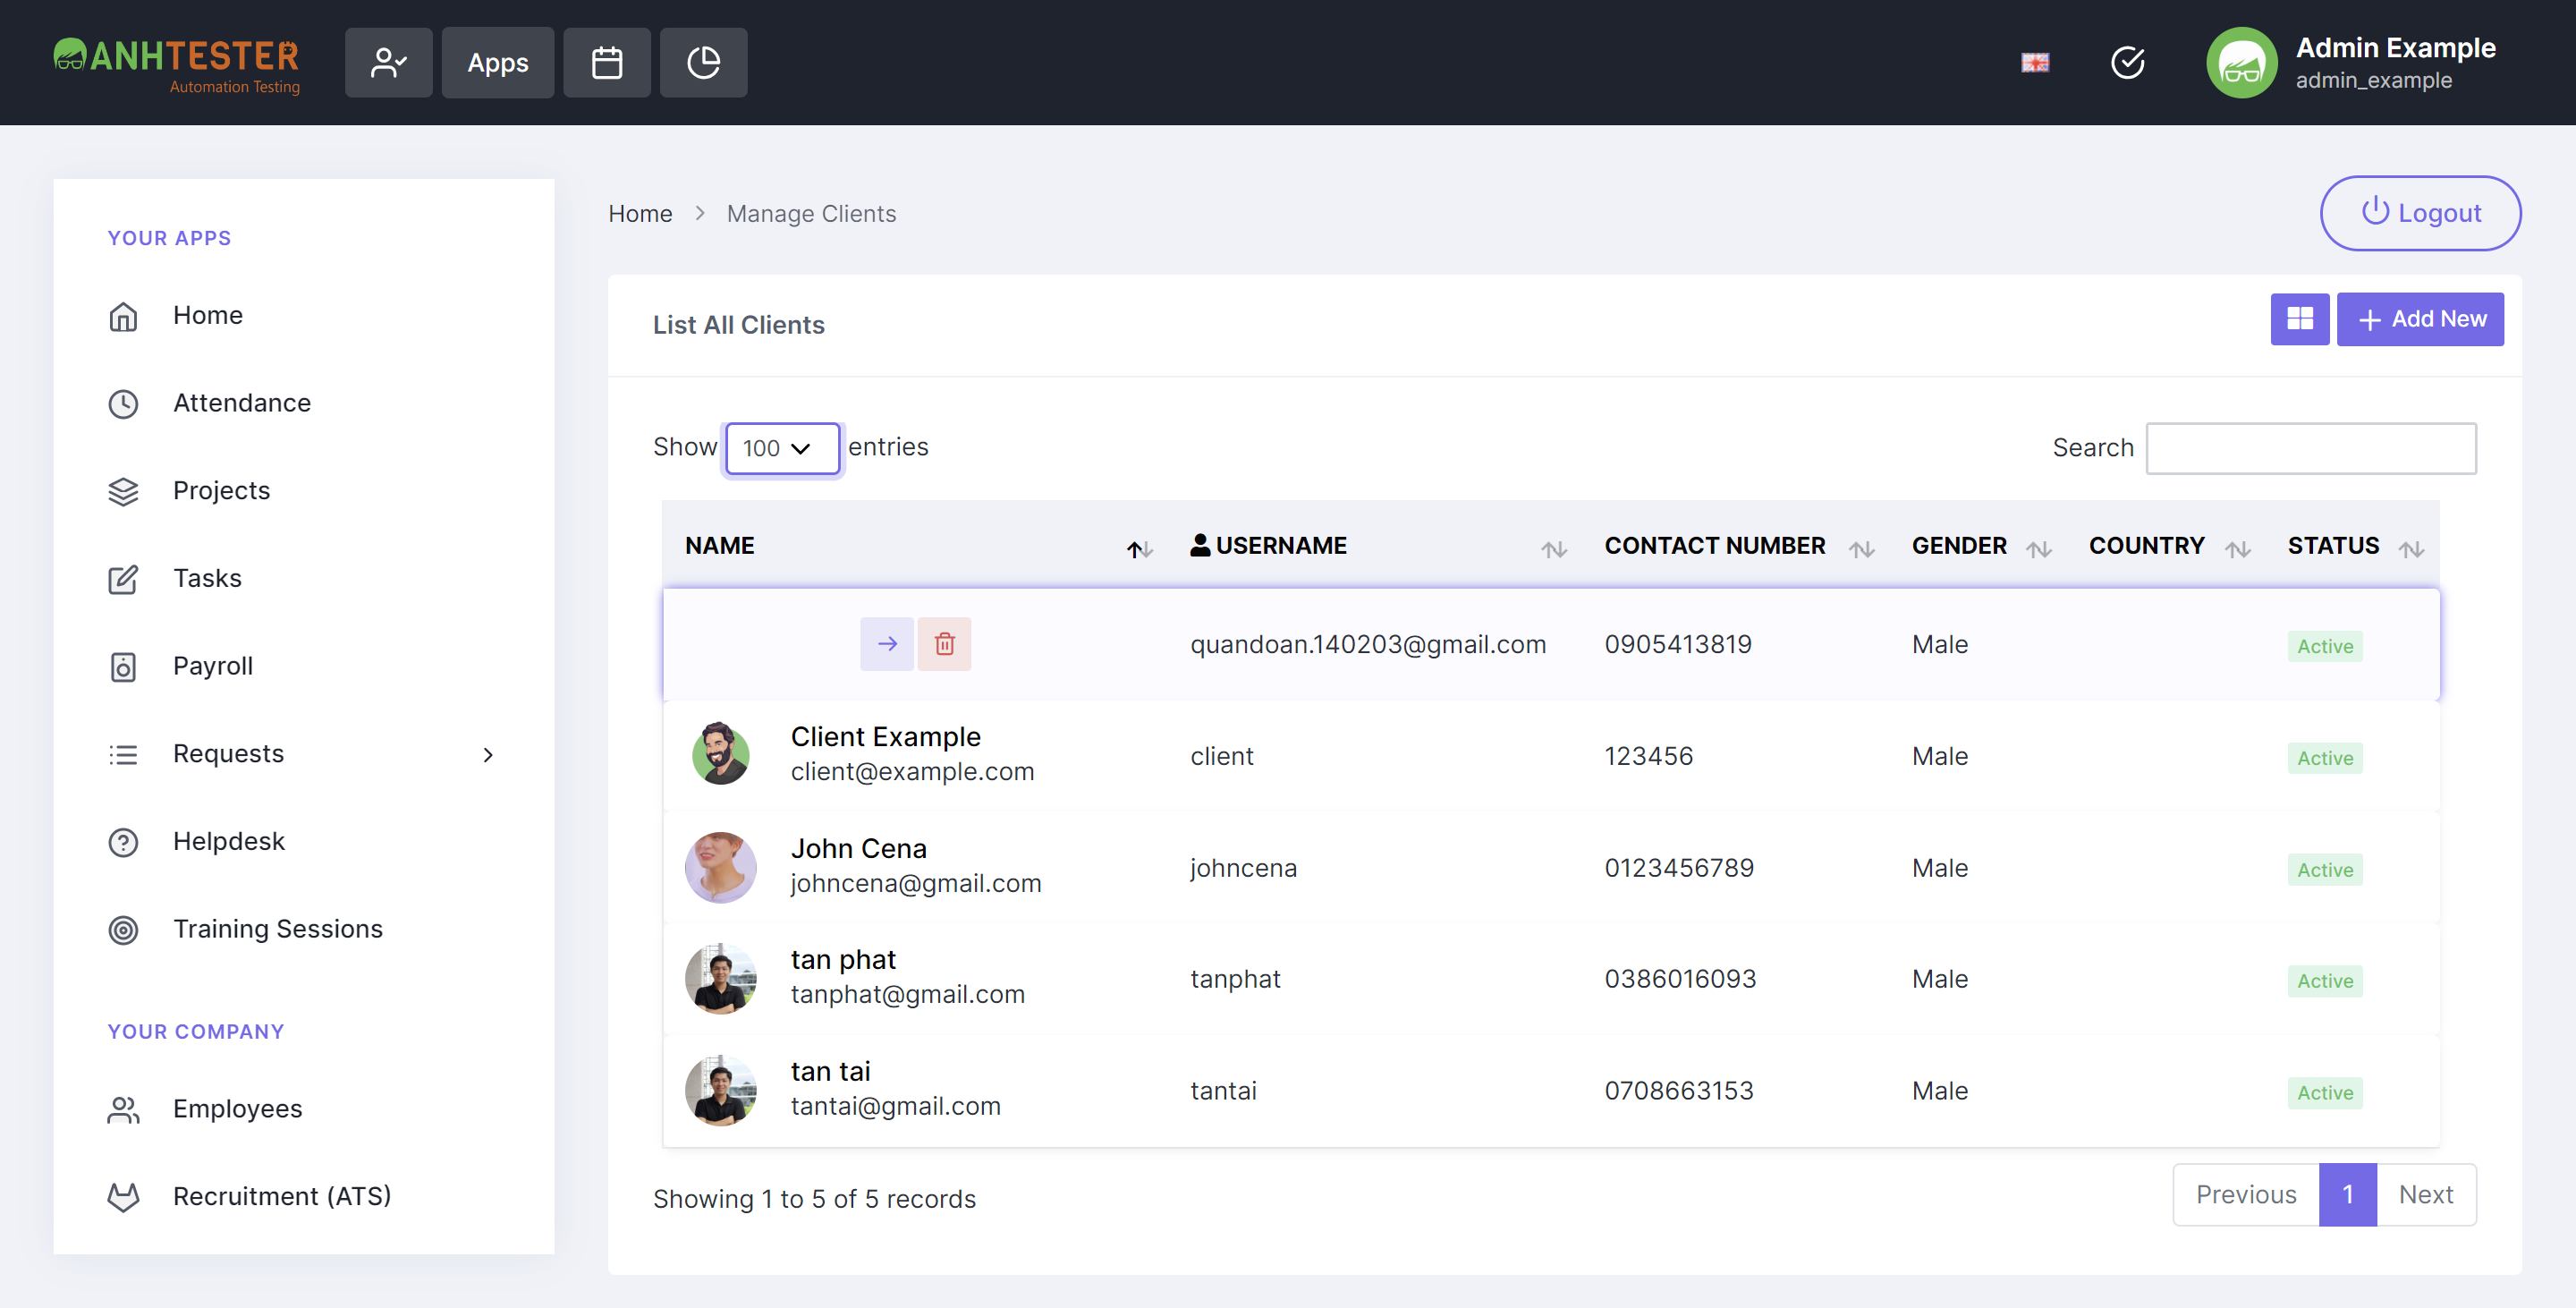 ANHTESTER
Automation Testing
Apps
Admin Example
admin_example
YOUR APPS
Home
Attendance
Projects
Tasks
Payroll
Requests
Helpdesk
Training Sessions
YOUR COMPANY
Employees
Recruitment (ATS)
Home > Manage Clients
Logout
List All Clients
Add New
Show 100 entries
Search
NAME USERNAME CONTACT NUMBER GENDER COUNTRY STATUS
quandoan.140203@gmail.com 0905413819 Male Active
Client Example
client@example.com
client 123456 Male Active
John Cena
johncena@gmail.com
johncena 0123456789 Male Active
tan phat
tanphat@gmail.com
tanphat 0386016093 Male Active
tan tai
tantai@gmail.com
tantai 0708663153 Male Active
Showing 1 to 5 of 5 records
Previous 1 Next